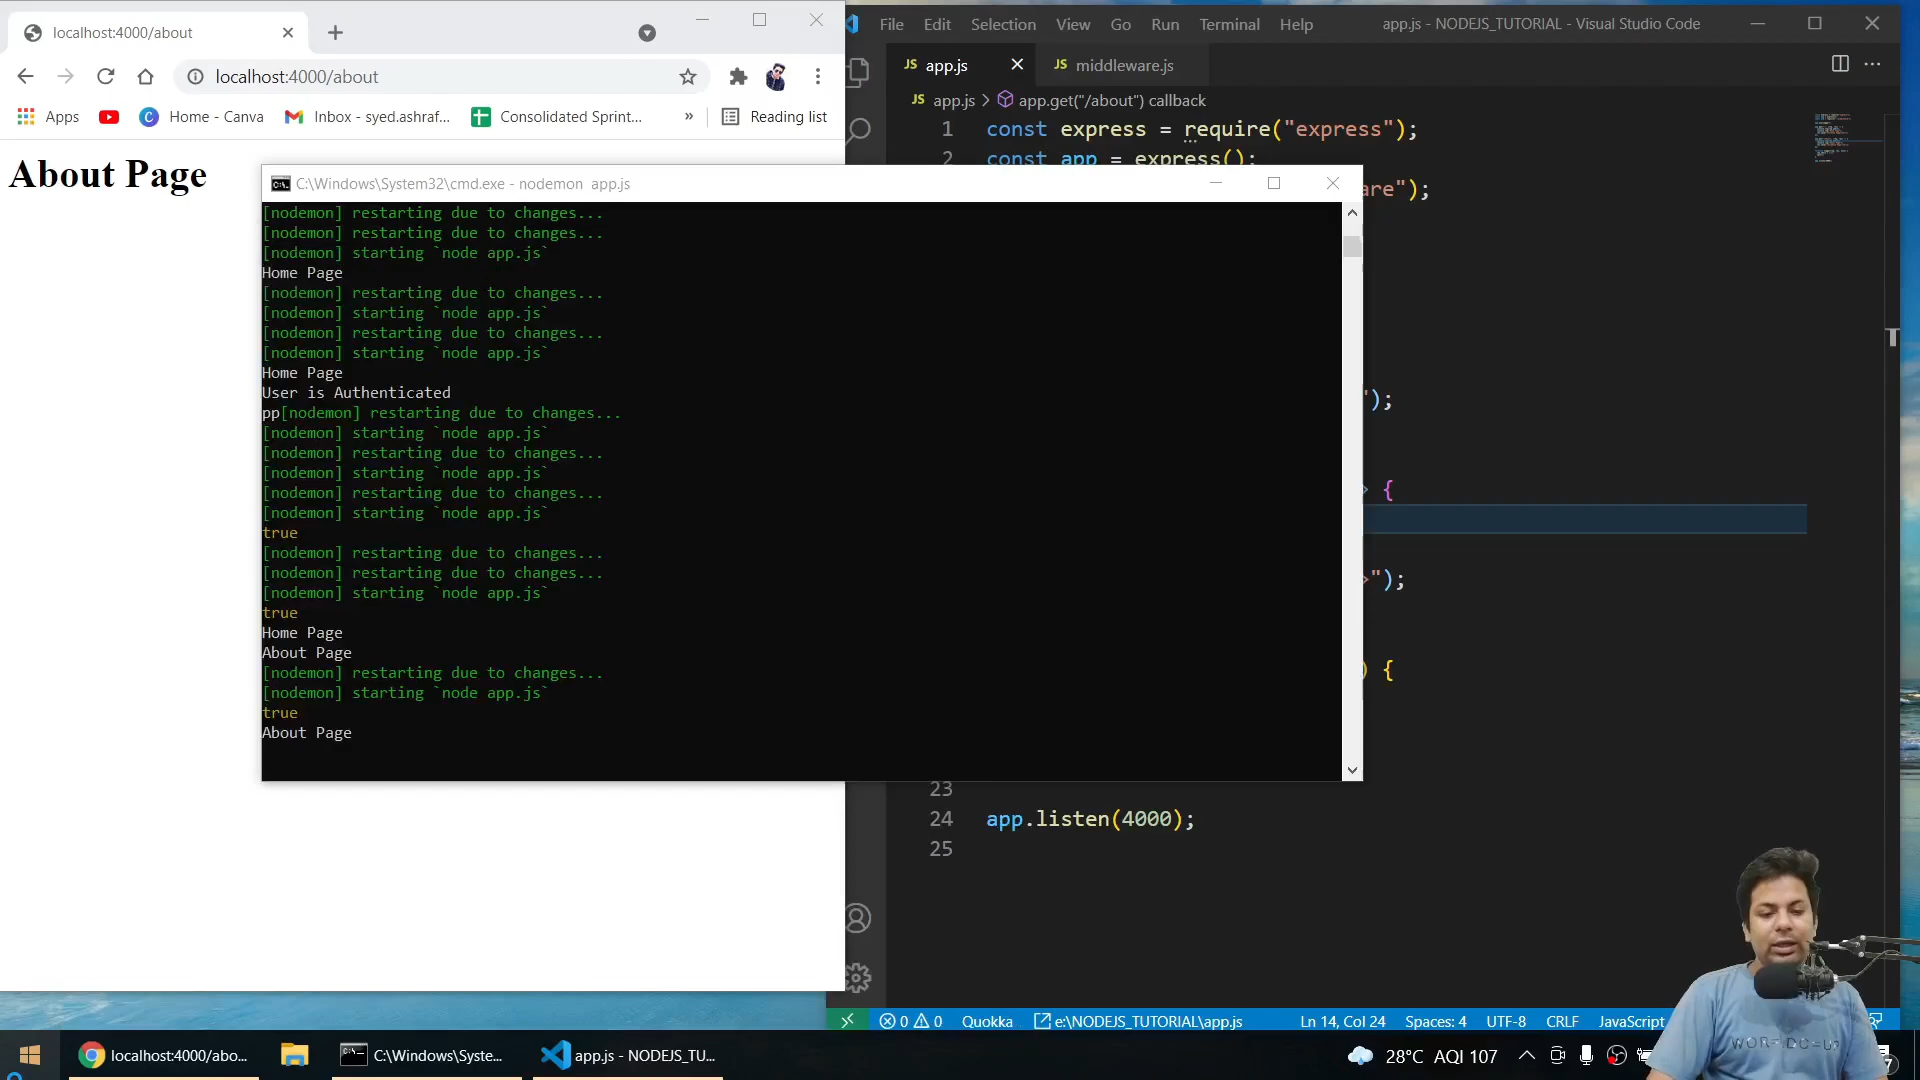 localhost:4000/about
localhost:4000/about
Apps
Home - Canva
Inbox - syed.ashraf...
Consolidated Sprint...
»
Reading list
About Page
File Edit Selection View Go Run Terminal Help
app.js - NODEJS_TUTORIAL - Visual Studio Code
JS app.js
JS middleware.js
JS app.js > app.get("/about") callback
1 const express = require("express");
2 const app = express();
are");
");
> {
>");
) {
23
24 app.listen(4000);
25
C:\Windows\System32\cmd.exe - nodemon app.js
[nodemon] restarting due to changes...
[nodemon] restarting due to changes...
[nodemon] starting `node app.js`
Home Page
[nodemon] restarting due to changes...
[nodemon] starting `node app.js`
[nodemon] restarting due to changes...
[nodemon] starting `node app.js`
Home Page
User is Authenticated
pp[nodemon] restarting due to changes...
[nodemon] starting `node app.js`
[nodemon] restarting due to changes...
[nodemon] starting `node app.js`
[nodemon] restarting due to changes...
[nodemon] starting `node app.js`
true
[nodemon] restarting due to changes...
[nodemon] restarting due to changes...
[nodemon] starting `node app.js`
true
Home Page
About Page
[nodemon] restarting due to changes...
[nodemon] starting `node app.js`
true
About Page
0 0 Quokka e:\NODEJS_TUTORIAL\app.js Ln 14, Col 24 Spaces: 4 UTF-8 CRLF JavaScript
localhost:4000/abo...
C:\Windows\Syste...
app.js - NODEJS_TU...
28°C AQI 107